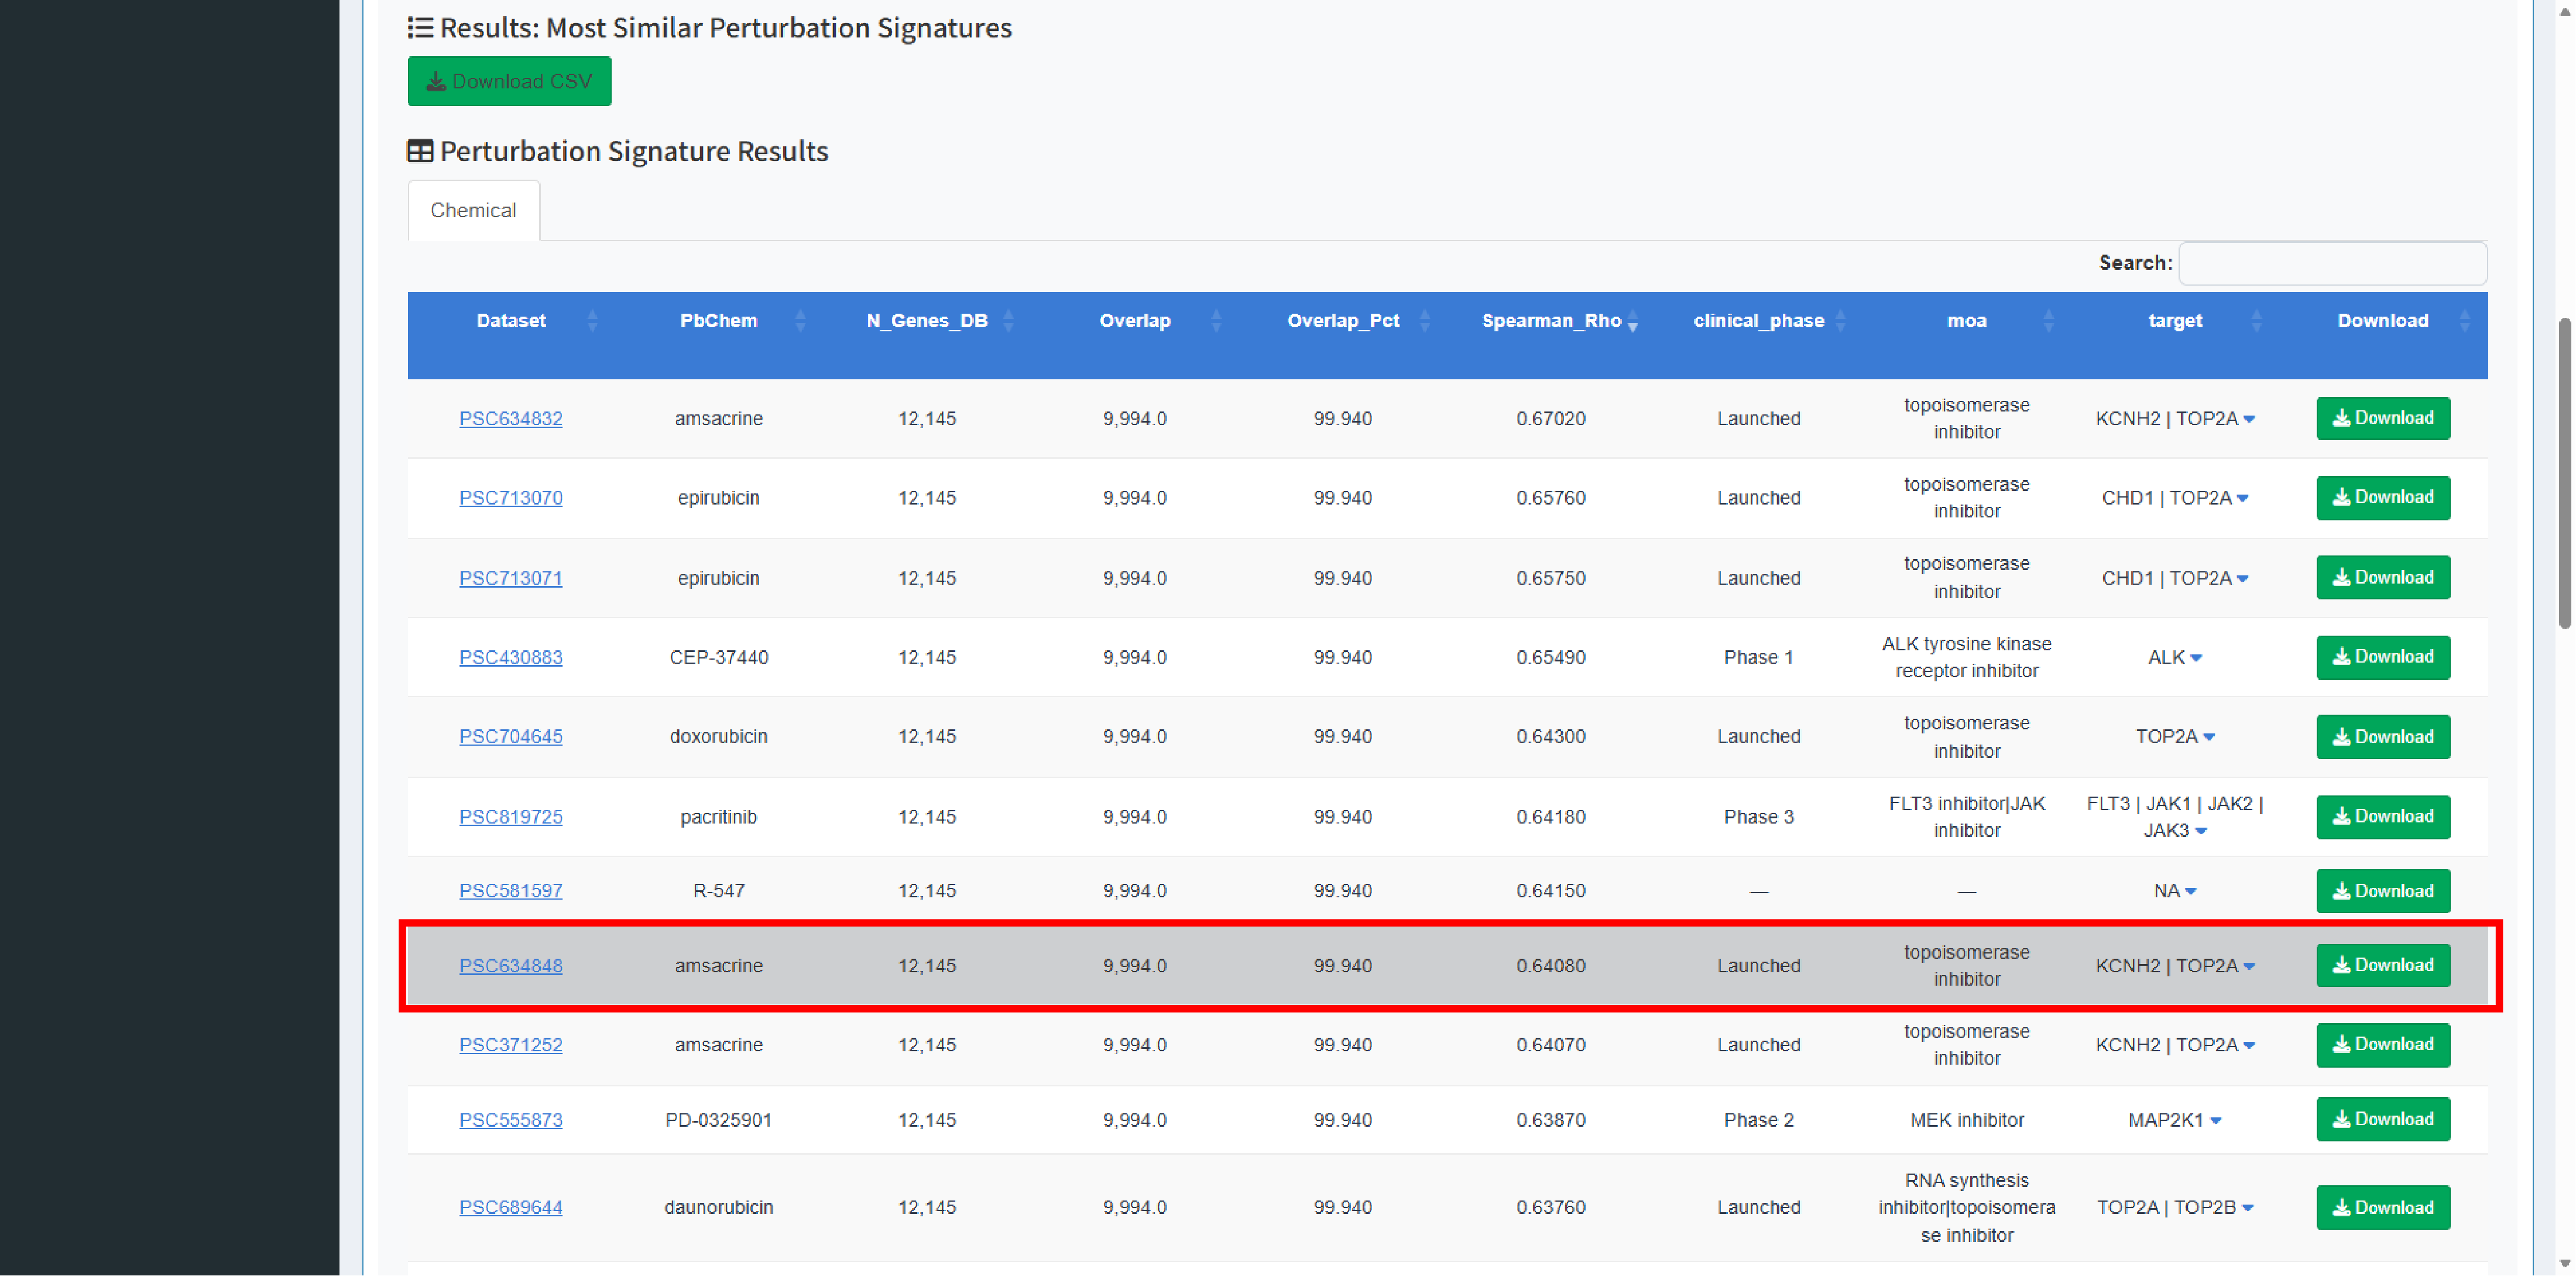 Results: Most Similar Perturbation Signatures
Download CSV
Perturbation Signature Results
Chemical
Search:
Dataset PbChem N_Genes_DB Overlap Overlap_Pct Spearman_Rho clinical_phase moa target Download
PSC634832 amsacrine 12,145 9,994.0 99.940 0.67020 Launched topoisomerase inhibitor KCNH2 | TOP2A Download
PSC713070 epirubicin 12,145 9,994.0 99.940 0.65760 Launched topoisomerase inhibitor CHD1 | TOP2A Download
PSC713071 epirubicin 12,145 9,994.0 99.940 0.65750 Launched topoisomerase inhibitor CHD1 | TOP2A Download
PSC430883 CEP-37440 12,145 9,994.0 99.940 0.65490 Phase 1 ALK tyrosine kinase receptor inhibitor ALK Download
PSC704645 doxorubicin 12,145 9,994.0 99.940 0.64300 Launched topoisomerase inhibitor TOP2A Download
PSC819725 pacritinib 12,145 9,994.0 99.940 0.64180 Phase 3 FLT3 inhibitor|JAK inhibitor FLT3 | JAK1 | JAK2 | JAK3 Download
PSC581597 R-547 12,145 9,994.0 99.940 0.64150 — — NA Download
PSC634848 amsacrine 12,145 9,994.0 99.940 0.64080 Launched topoisomerase inhibitor KCNH2 | TOP2A Download
PSC371252 amsacrine 12,145 9,994.0 99.940 0.64070 Launched topoisomerase inhibitor KCNH2 | TOP2A Download
PSC555873 PD-0325901 12,145 9,994.0 99.940 0.63870 Phase 2 MEK inhibitor MAP2K1 Download
PSC689644 daunorubicin 12,145 9,994.0 99.940 0.63760 Launched RNA synthesis inhibitor|topoisomerase inhibitor TOP2A | TOP2B Download